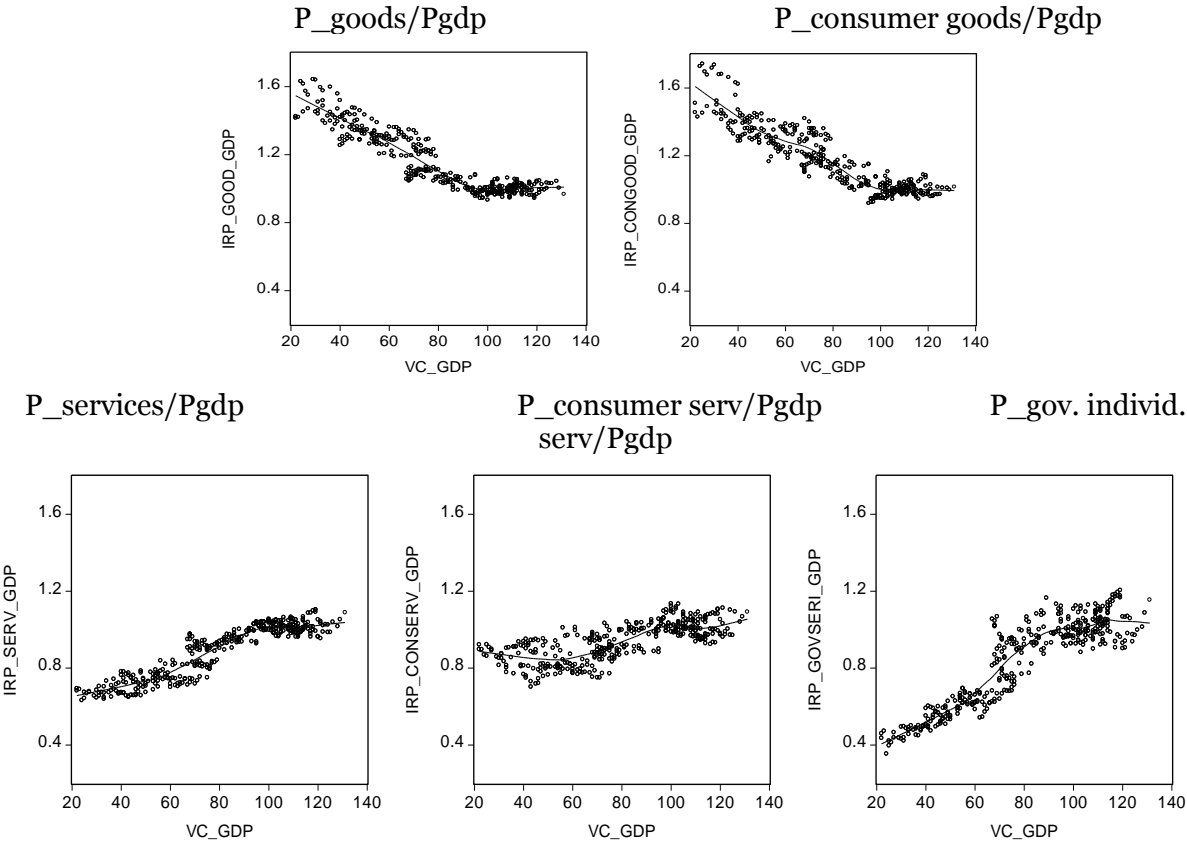 P_goods/Pgdp
P_consumer goods/Pgdp
IRP_GOOD_GDP
1.6
1.2
0.8
0.4
20 40 60 80 100 120 140
VC_GDP
IRP_CONGOOD_GDP
1.6
1.2
0.8
0.4
20 40 60 80 100 120 140
VC_GDP
P_services/Pgdp P_consumer serv/Pgdp P_gov. individ.
serv/Pgdp
IRP_SERV_GDP
1.6
1.2
0.8
0.4
20 40 60 80 100 120 140
VC_GDP
IRP_CONSERV_GDP
1.6
1.2
0.8
0.4
20 40 60 80 100 120 140
VC_GDP
IRP_GOVSERI_GDP
1.6
1.2
0.8
0.4
20 40 60 80 100 120 140
VC_GDP